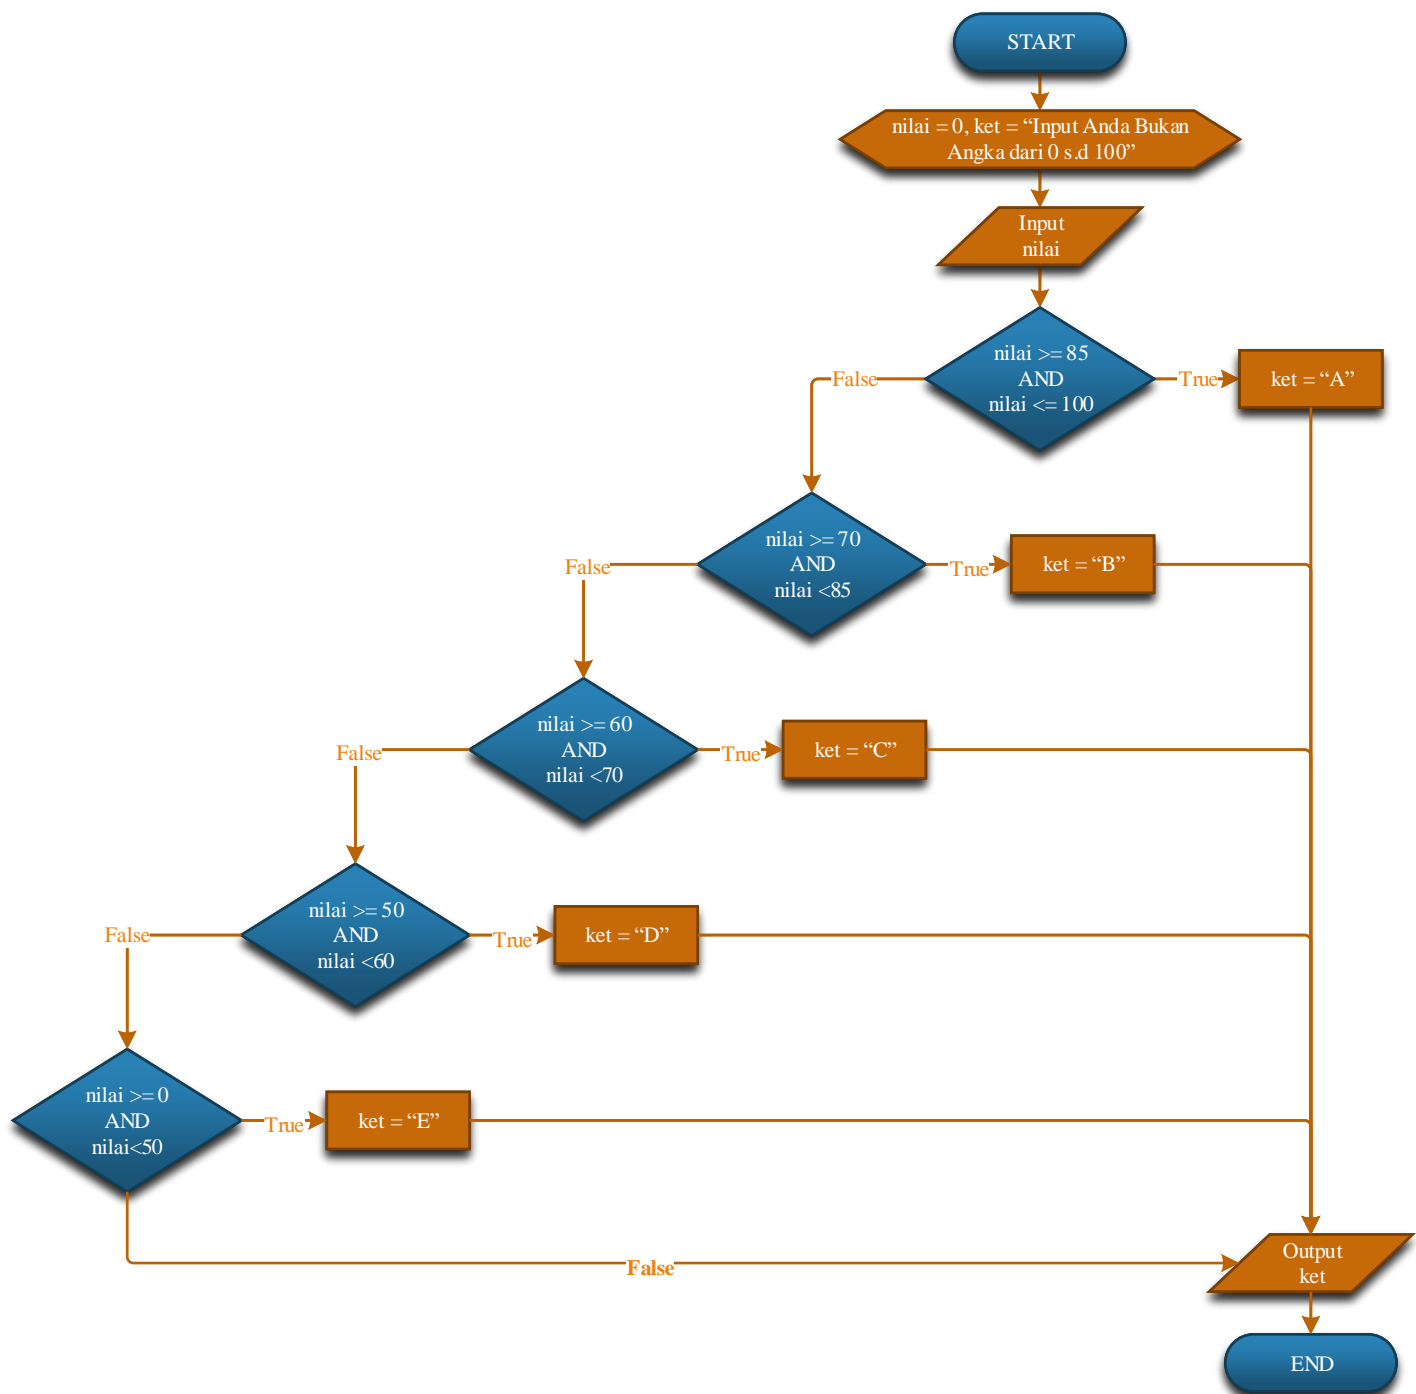 START
nilai = 0, ket = “Input Anda Bukan
Angka dari 0 s.d 100”
Input
nilai
nilai >= 85
AND
nilai <= 100
False
True
ket = “A”
nilai >= 70
AND
nilai <85
False
True
ket = “B”
nilai >= 60
AND
nilai <70
False
True
ket = “C”
nilai >= 50
AND
nilai <60
False
True
ket = “D”
nilai >= 0
AND
nilai<50
True
ket = “E”
False
Output
ket
END